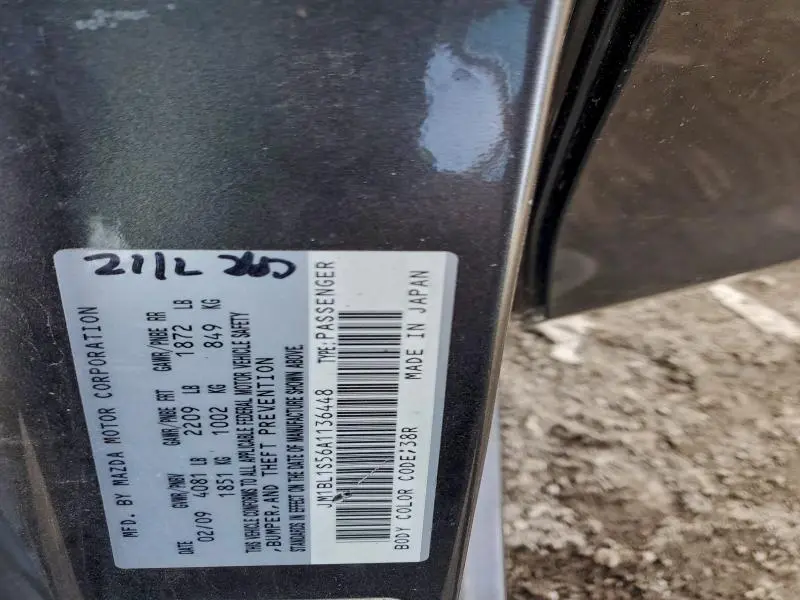 MFD. BY MAZDA MOTOR CORPORATION
DATE GVWR/PNBV GAWR/PNBE FRT GAWR/PNBE RR
02/09 4081 LB 2209 LB 1872 LB
1851 KG 1002 KG 849 KG
THIS VEHICLE CONFORMS TO ALL APPLICABLE FEDERAL MOTOR VEHICLE SAFETY
,BUMPER,AND THEFT PREVENTION
STANDARDS IN EFFECT ON THE DATE OF MANUFACTURE SHOWN ABOVE.
JM1BL1S56A1136448 TYPE:PASSENGER
BODY COLOR CODE;38R MADE IN JAPAN